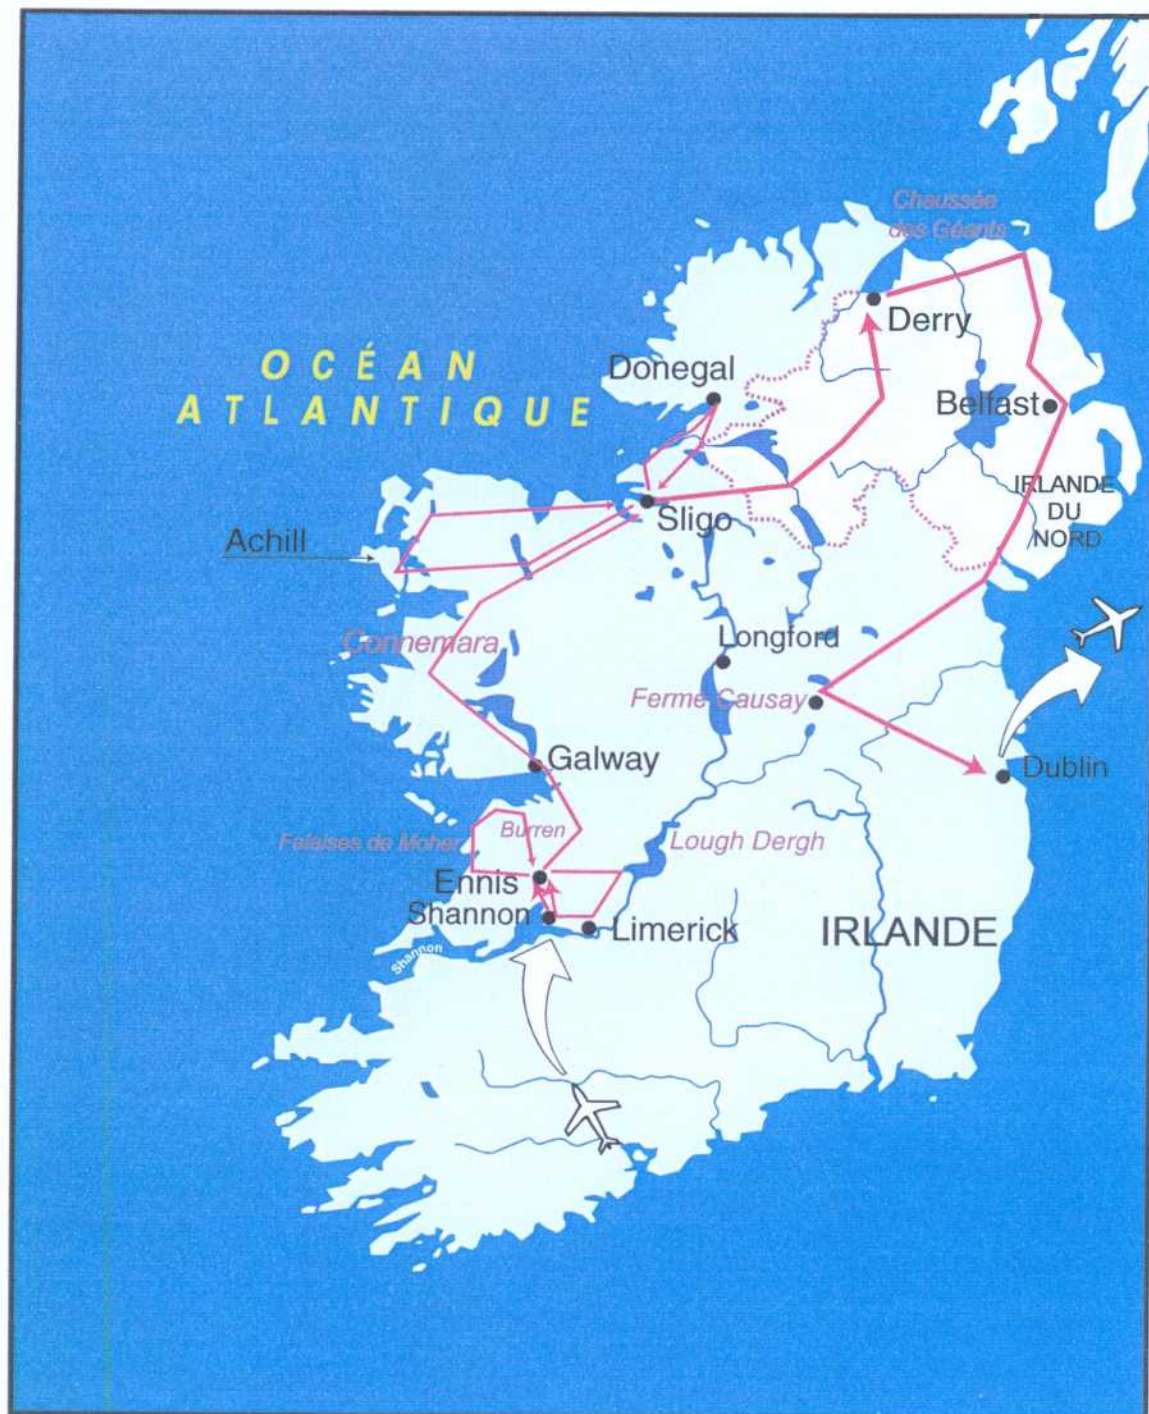 Chaussée
des Géants
Derry
Donegal
OCÉAN
ATLANTIQUE
Belfast
IRLANDE
DU
NORD
Sligo
Achill
Connemara
Longford
Ferme Causay
Galway
Dublin
Burren
Falaises de Moher
Lough Dergh
Ennis
Shannon
Limerick
IRLANDE
Shannon